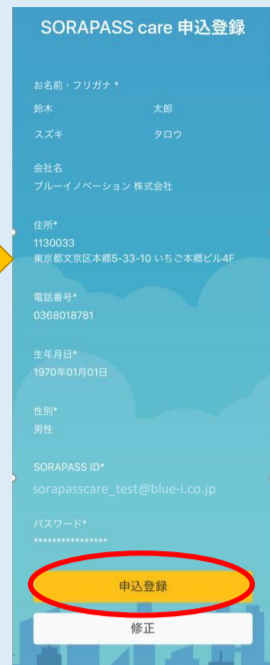 SORAPASS care 申込登録
お名前・フリガナ *
鈴木 太郎
スズキ タロウ
会社名
ブルーイノベーション 株式会社
住所*
1130033
東京都文京区本郷5-33-10 いちご本郷ビル4F
電話番号*
0368018781
生年月日*
1970年01月01日
性別*
男性
SORAPASS ID*
sorapasscare_test@blue-i.co.jp
パスワード*
****************
申込登録
修正